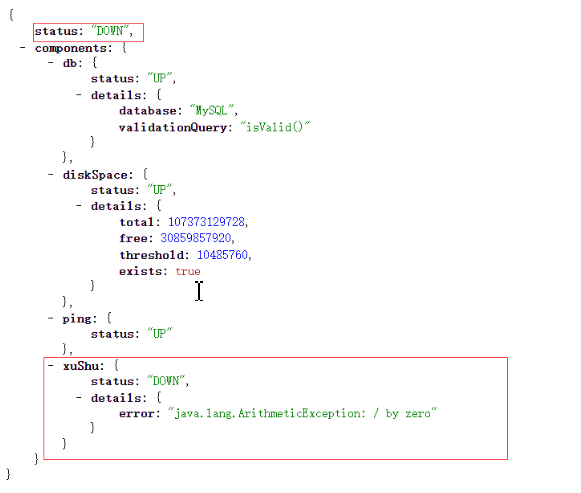 {
status: "DOWN",
- components: {
- db: {
status: "UP",
- details: {
database: "MySQL",
validationQuery: "isValid()"
}
},
- diskSpace: {
status: "UP",
- details: {
total: 107373129728,
free: 30859857920,
threshold: 10485760,
exists: true
}
},
- ping: {
status: "UP"
},
- xuShu: {
status: "DOWN",
- details: {
error: "java.lang.ArithmeticException: / by zero"
}
}
}
}